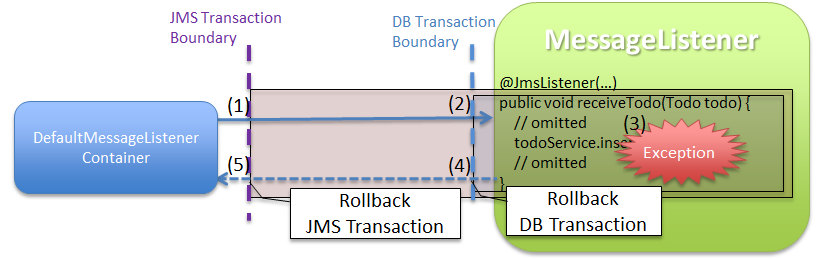 JMS Transaction
Boundary
DB Transaction
Boundary
MessageListener
@JmsListener(...)
public void receiveTodo(Todo todo) {
// omitted
todoService.inse
// omitted
}
(1)
(2)
(3)
Exception
DefaultMessageListener
Container
(5)
(4)
Rollback
JMS Transaction
Rollback
DB Transaction